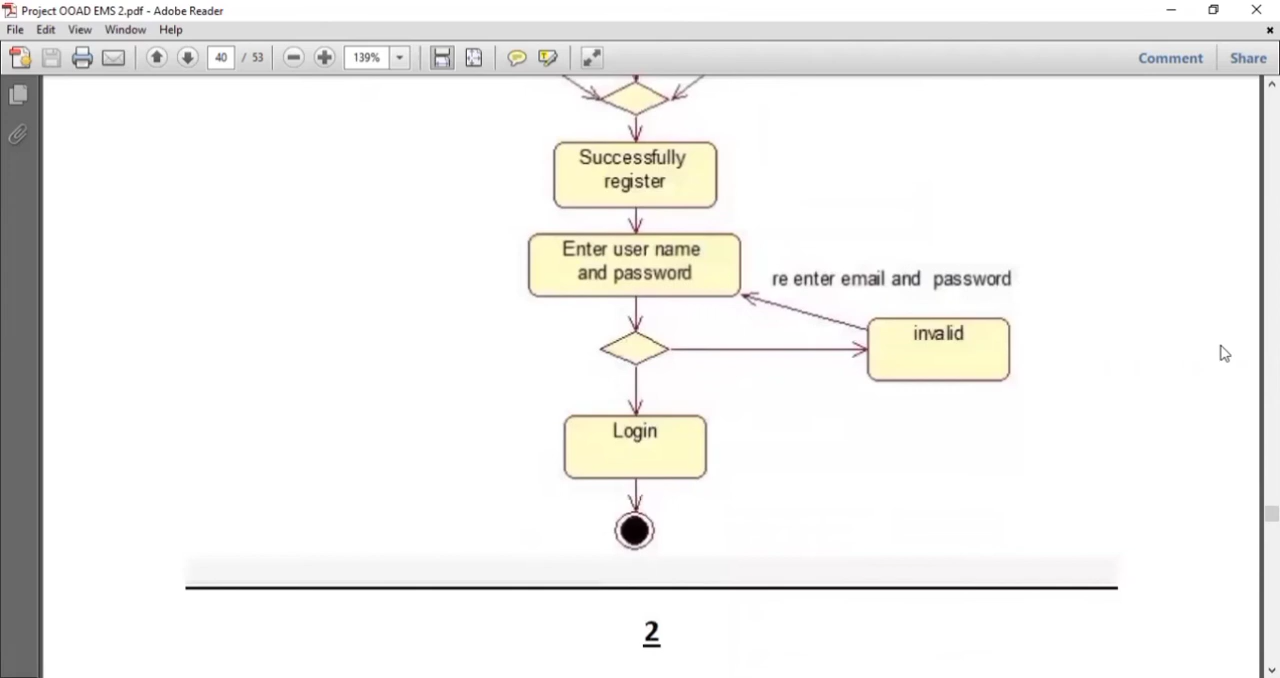 Project OOAD EMS 2.pdf - Adobe Reader
File Edit View Window Help
40 / 53 139% Comment Share
Successfully
register
Enter user name
and password
re enter email and password
invalid
Login
2